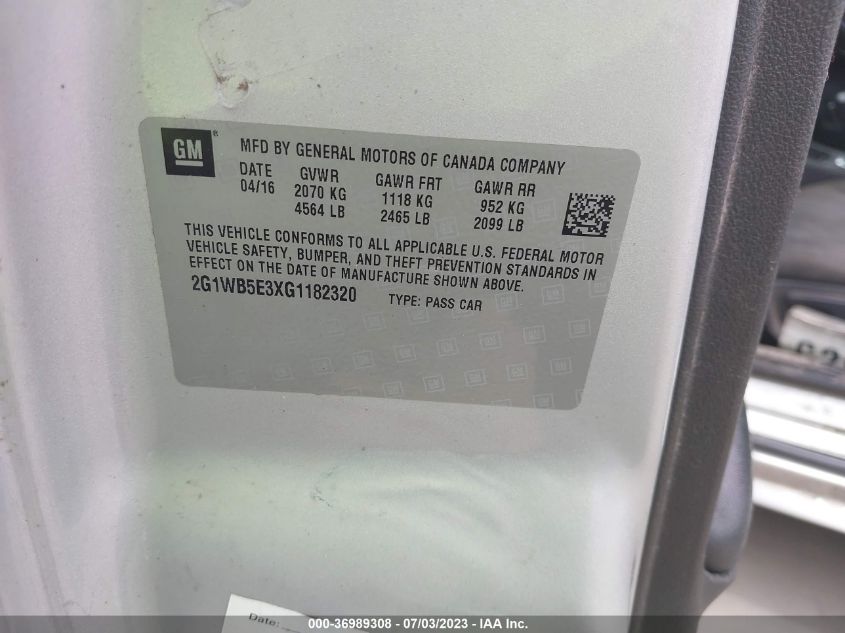 GM ® MFD BY GENERAL MOTORS OF CANADA COMPANY
DATE GVWR GAWR FRT GAWR RR
04/16 2070 KG 1118 KG 952 KG
4564 LB 2465 LB 2099 LB
THIS VEHICLE CONFORMS TO ALL APPLICABLE U.S. FEDERAL MOTOR
VEHICLE SAFETY, BUMPER, AND THEFT PREVENTION STANDARDS IN
EFFECT ON THE DATE OF MANUFACTURE SHOWN ABOVE.
2G1WB5E3XG1182320 TYPE: PASS CAR
Date:
000-36989308 - 07/03/2023 - IAA Inc.